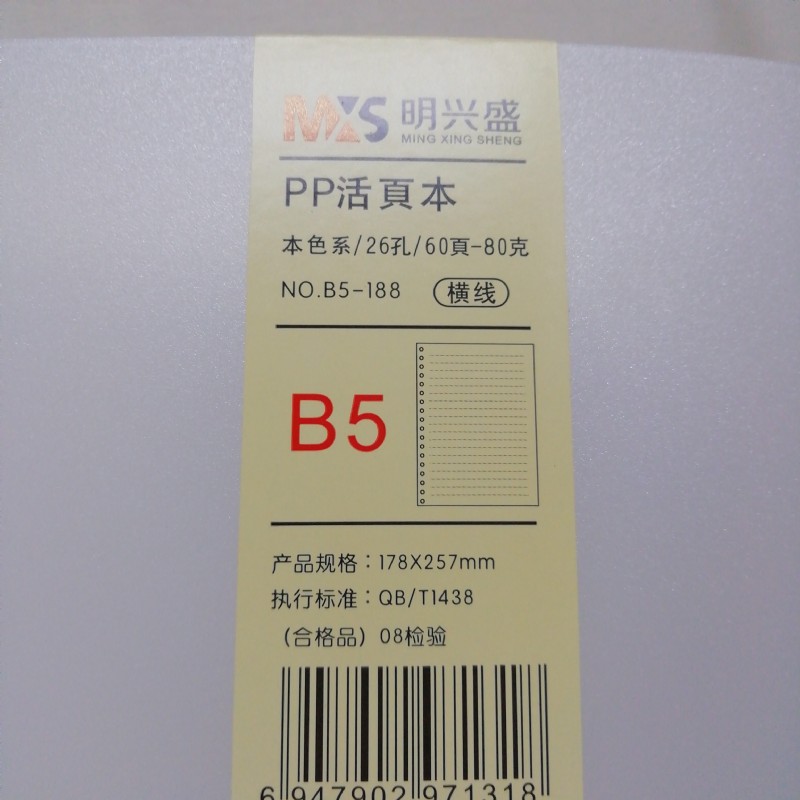 MXS 明兴盛
MING XING SHENG
PP活頁本
本色系/26孔/60頁-80克
NO.B5-188 横线
B5
产品规格：178X257mm
执行标准：QB/T1438
（合格品）08检验
6 947902 971318